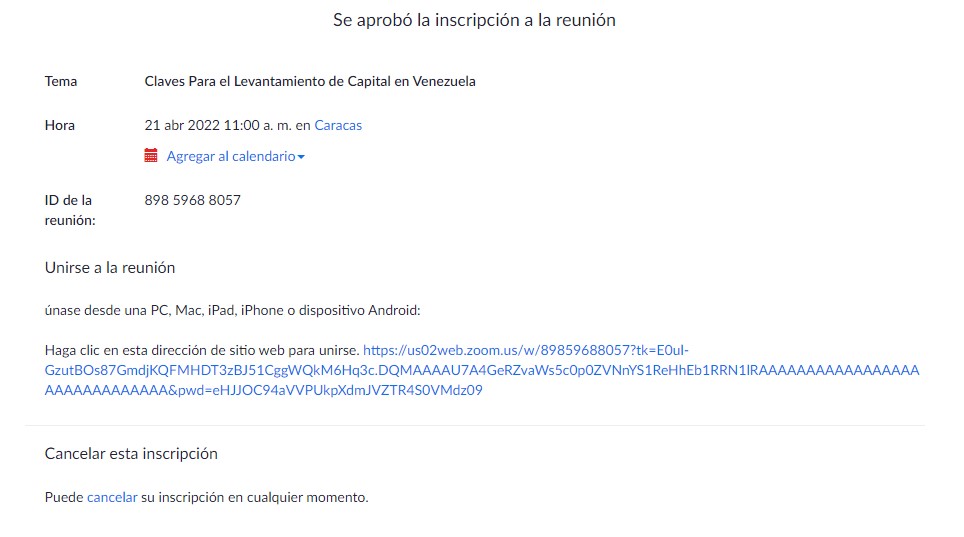 Se aprobó la inscripción a la reunión
Tema Claves Para el Levantamiento de Capital en Venezuela
Hora 21 abr 2022 11:00 a. m. en Caracas
Agregar al calendario
ID de la 898 5968 8057
reunión:
Unirse a la reunión
únase desde una PC, Mac, iPad, iPhone o dispositivo Android:
Haga clic en esta dirección de sitio web para unirse. https://us02web.zoom.us/w/89859688057?tk=E0uI-
GzutBOs87GmdjKQFMHDT3zBJ51CggWQkM6Hq3c.DQMAAAAU7A4GeRZvaWs5c0p0ZVNnYS1ReHhEb1RRN1lRAAAAAAAAAAAAAAAAA
AAAAAAAAAAAAAA&pwd=eHJJOC94aVVPUkpXdmJVZTR4S0VMdz09
Cancelar esta inscripción
Puede cancelar su inscripción en cualquier momento.